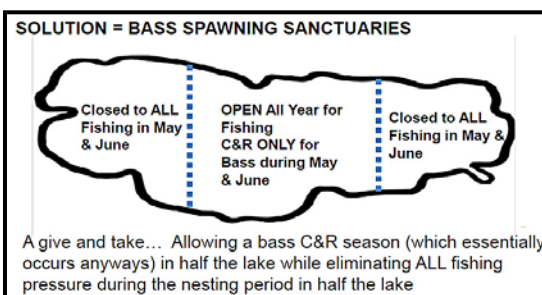 SOLUTION = BASS SPAWNING SANCTUARIES
Closed to ALL
Fishing in May
& June
OPEN All Year for
Fishing
C&R ONLY for
Bass during May
& June
Closed to ALL
Fishing in May &
June
A give and take... Allowing a bass C&R season (which essentially
occurs anyways) in half the lake while eliminating ALL fishing
pressure during the nesting period in half the lake